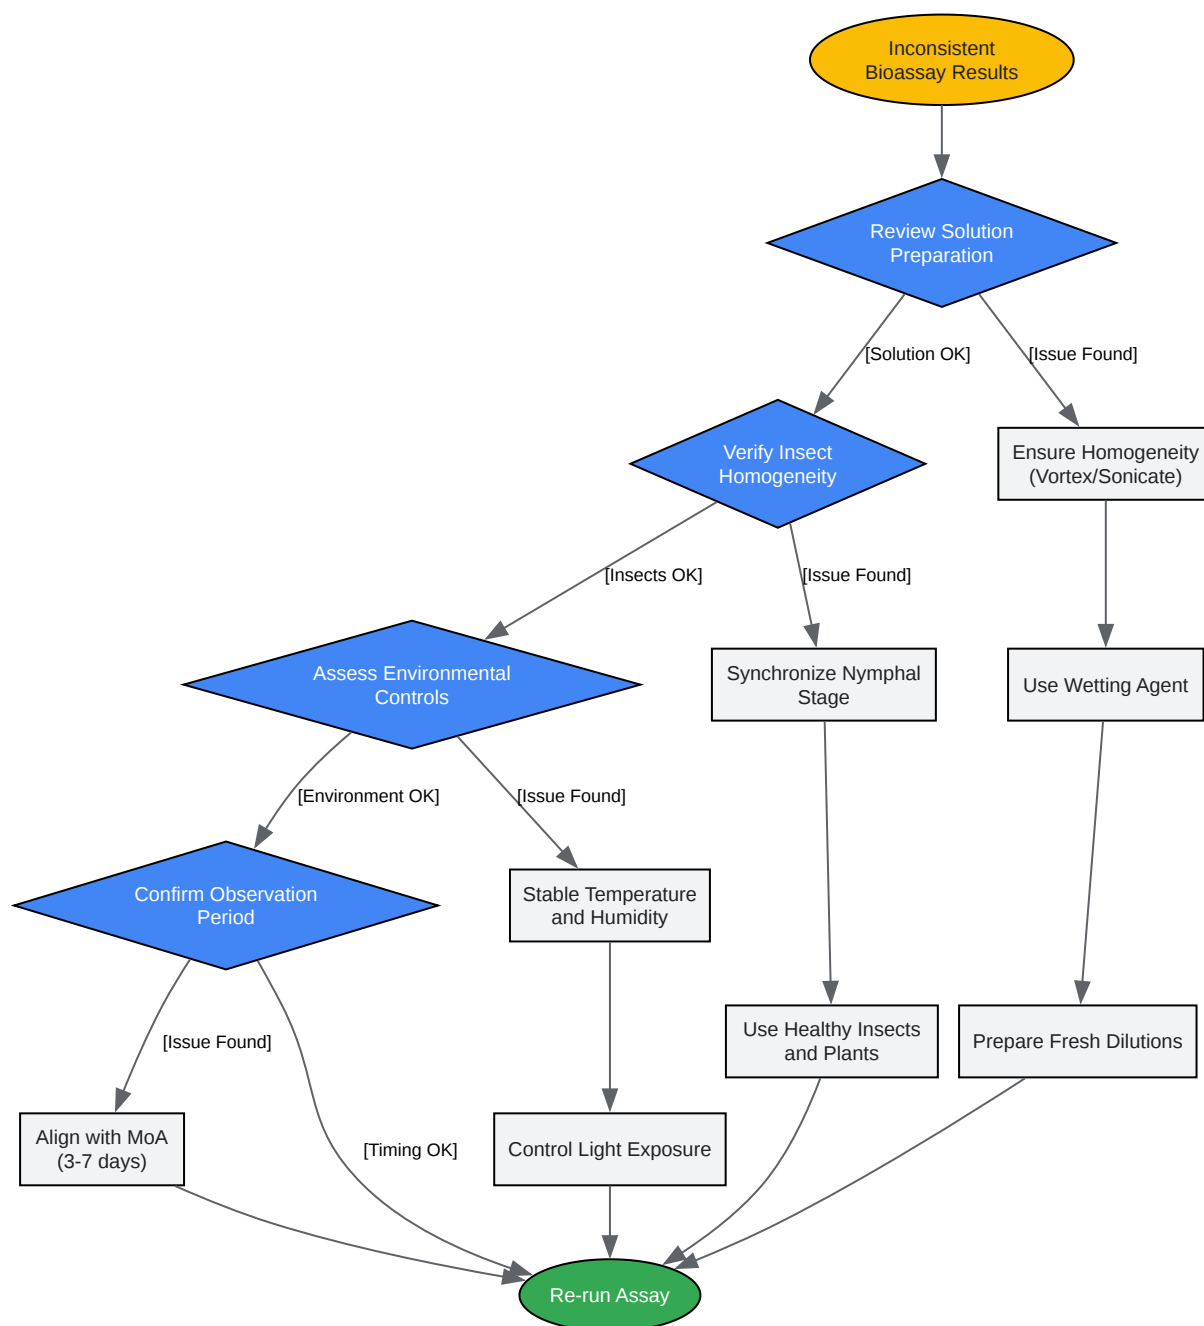 Inconsistent
Bioassay Results
Review Solution
Preparation
[Solution OK]
[Issue Found]
Verify Insect
Homogeneity
Ensure Homogeneity
(Vortex/Sonicate)
[Insects OK]
[Issue Found]
Assess Environmental
Controls
Synchronize Nymphal
Stage
Use Wetting Agent
[Environment OK]
[Issue Found]
Confirm Observation
Period
Stable Temperature
and Humidity
[Issue Found]
Use Healthy Insects
and Plants
Prepare Fresh Dilutions
Align with MoA
(3-7 days)
[Timing OK]
Control Light Exposure
Re-run Assay